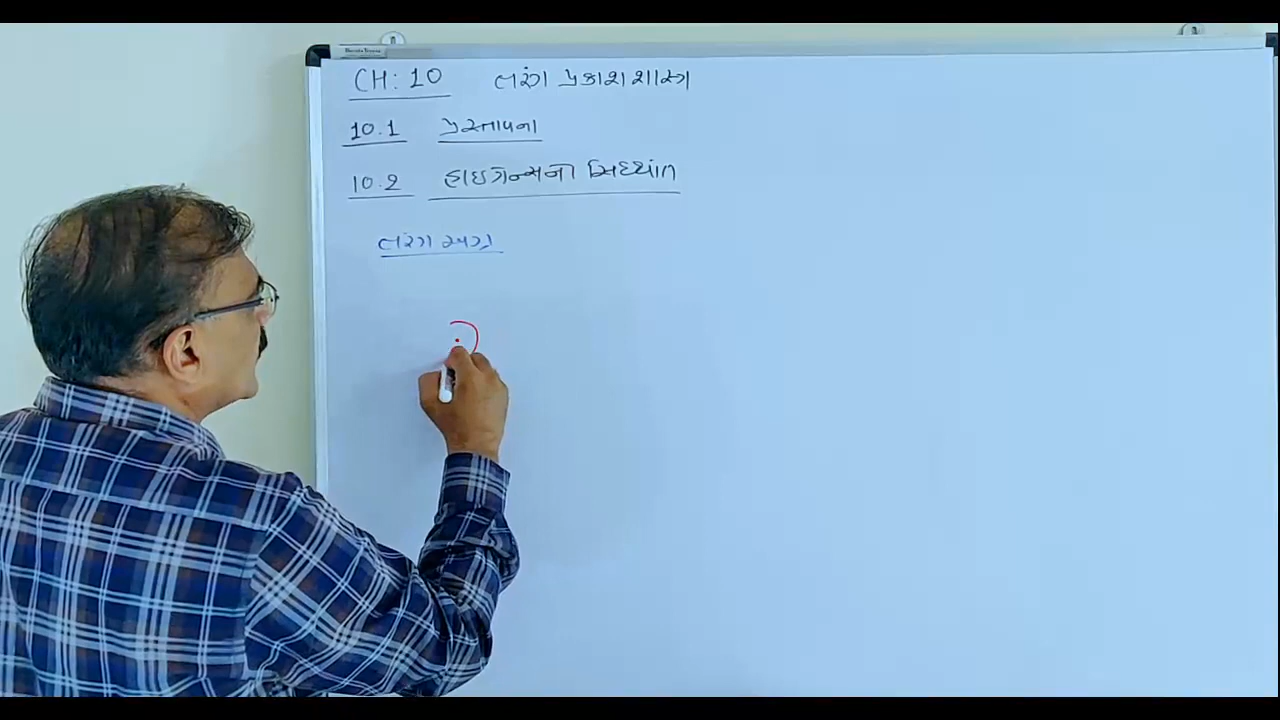 CH: 10 તરંગ પ્રકાશશાસ્ત્ર
10.1 પ્રસ્તાવના
10.2 હાઇગેન્સનો સિદ્ધાંત
તરંગ અગ્ર